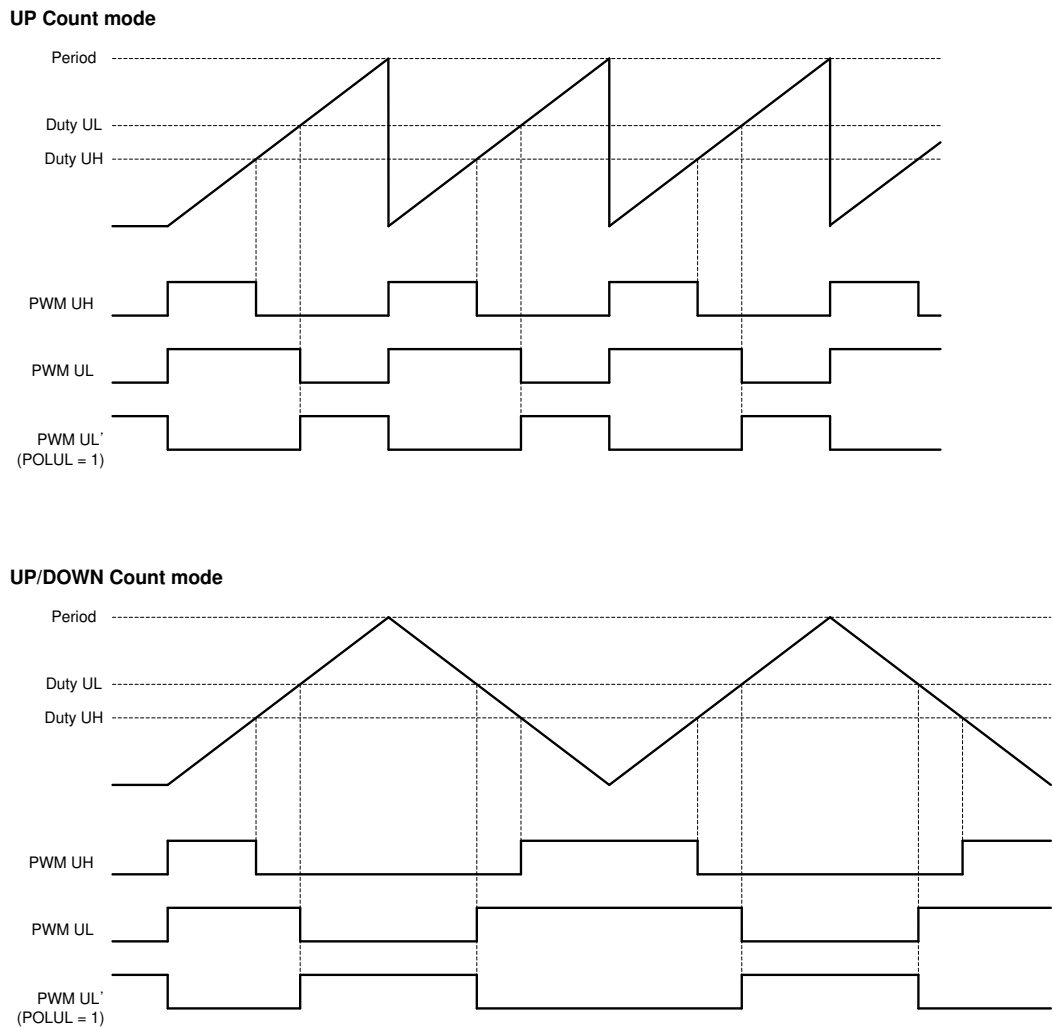 UP Count mode
Period
Duty UL
Duty UH
PWM UH
PWM UL
PWM UL'
(POLUL = 1)
UP/DOWN Count mode
Period
Duty UL
Duty UH
PWM UH
PWM UL
PWM UL'
(POLUL = 1)